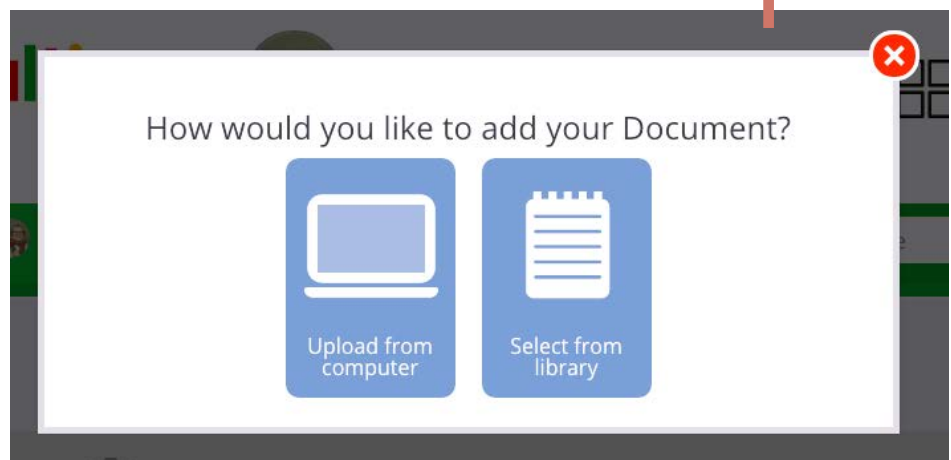 How would you like to add your Document?
Upload from
computer
Select from
library